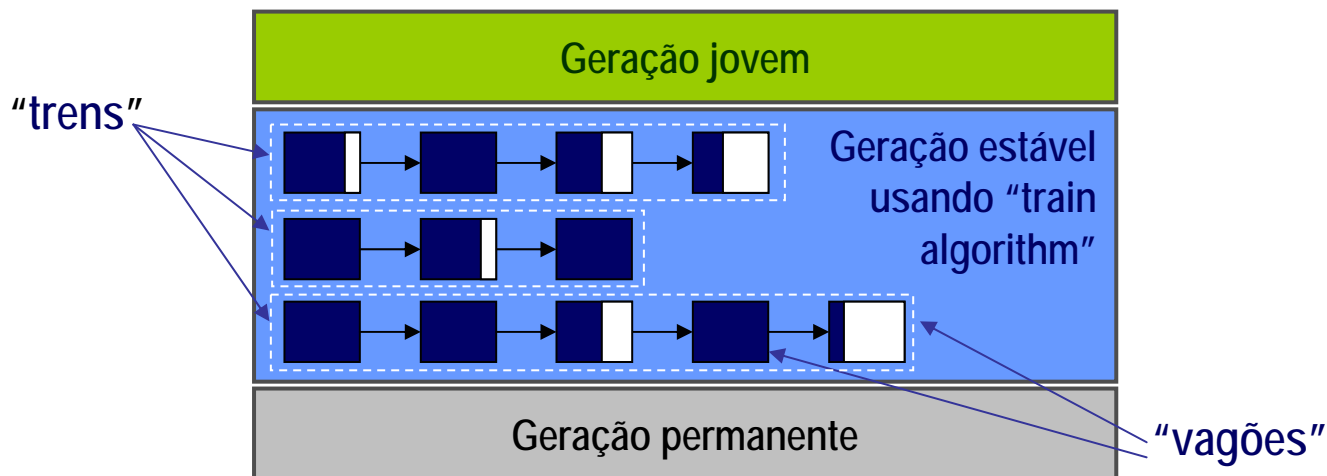 Geração jovem
“trens”
Geração estável
usando “train
algorithm”
Geração permanente
“vagões”